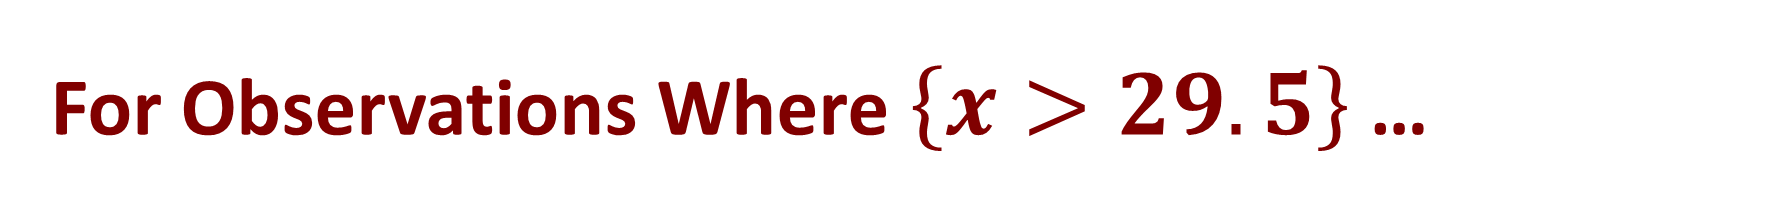 For Observations Where {x > 29.5} ...